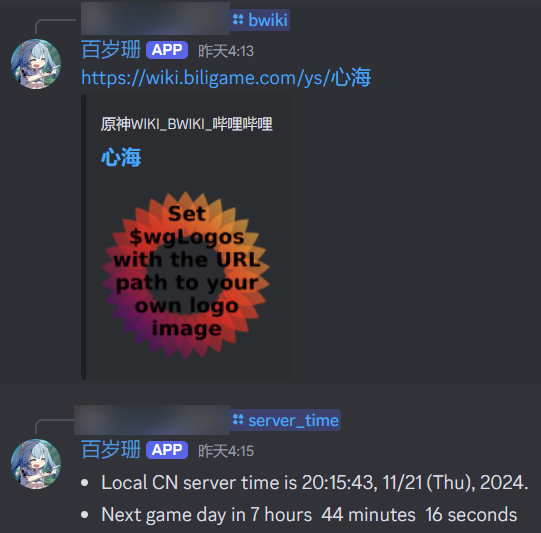 bwiki
百岁珊 APP 昨天4:13
https://wiki.biligame.com/ys/心海
原神WIKI_BWIKI_哔哩哔哩
心海
Set
$wgLogos
with the URL
path to your
own logo
image
server_time
百岁珊 APP 昨天4:15
• Local CN server time is 20:15:43, 11/21 (Thu), 2024.
• Next game day in 7 hours 44 minutes 16 seconds